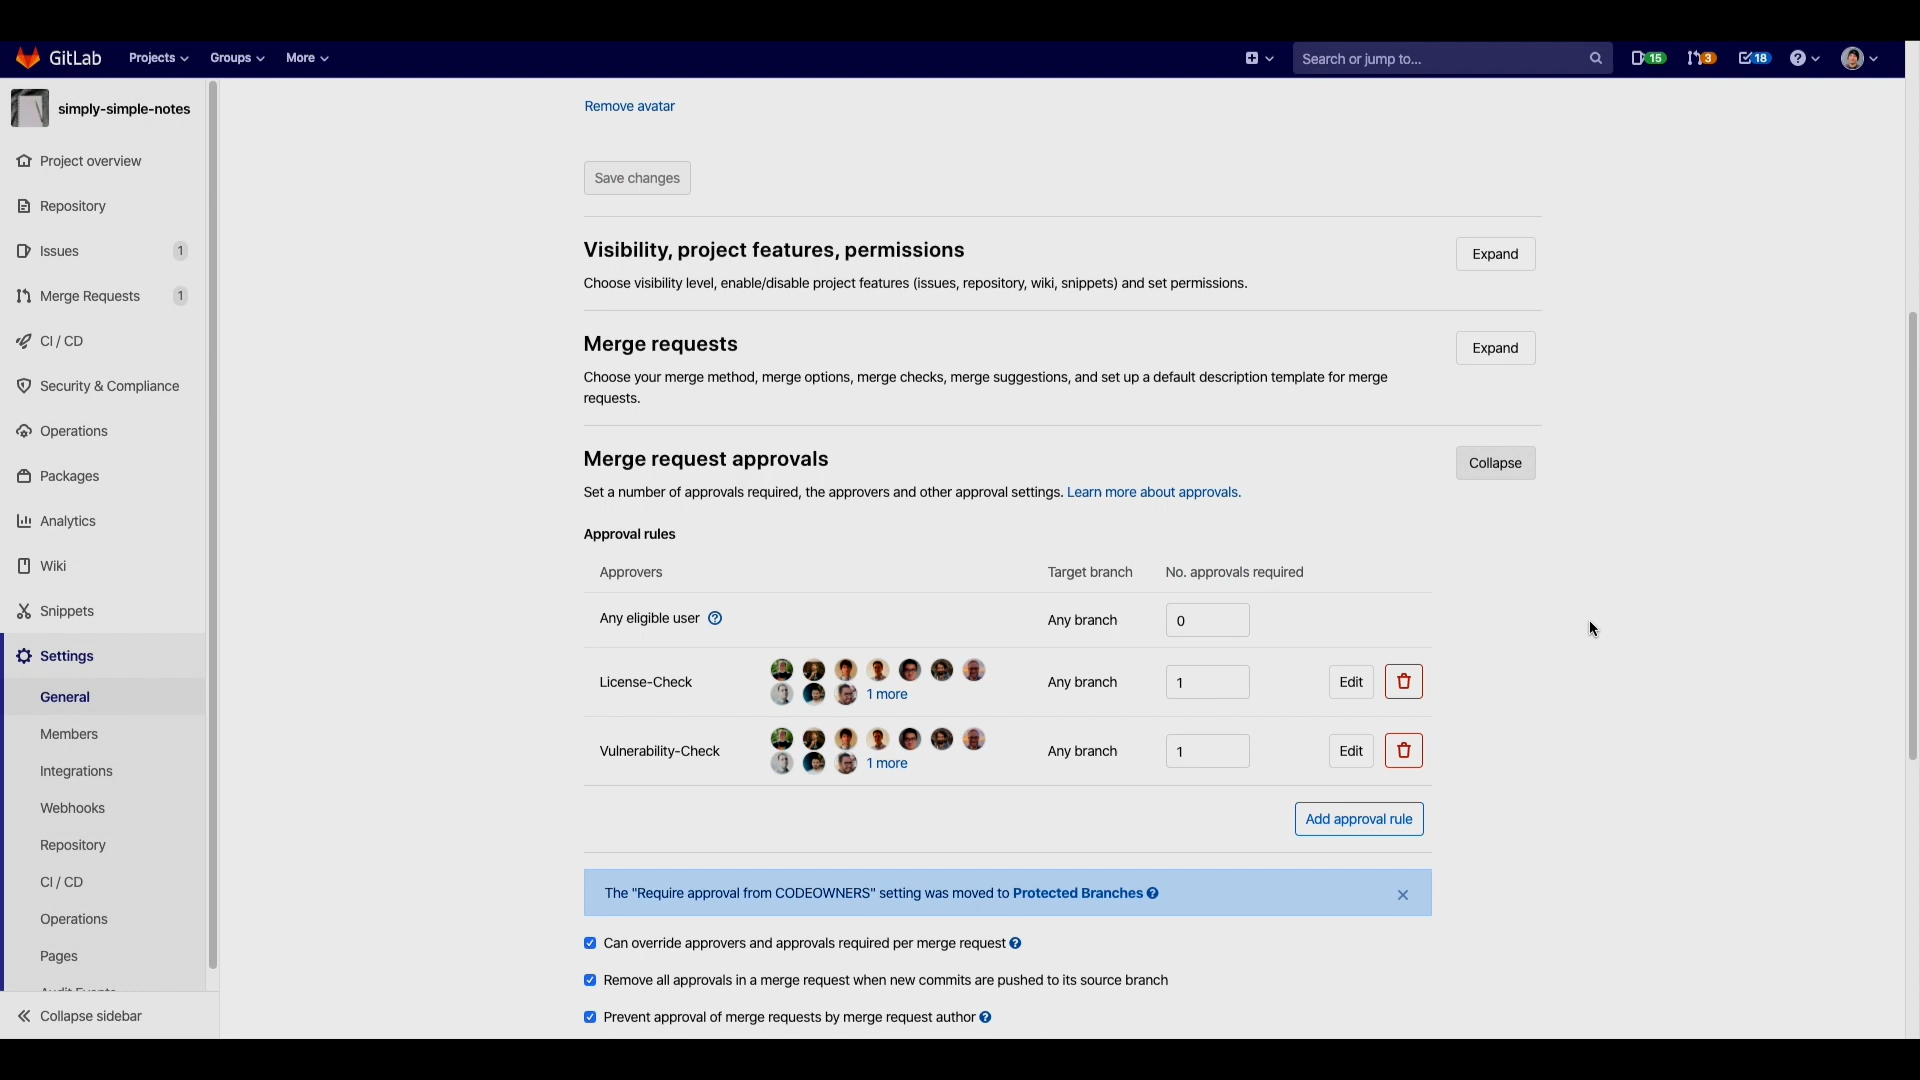 GitLab Projects Groups More Search or jump to... 15 3 18
simply-simple-notes
Project overview
Repository
Issues 1
Merge Requests 1
CI / CD
Security & Compliance
Operations
Packages
Analytics
Wiki
Snippets
Settings
General
Members
Integrations
Webhooks
Repository
CI / CD
Operations
Pages
Audit Events
Collapse sidebar
Remove avatar
Save changes
Visibility, project features, permissions
Expand
Choose visibility level, enable/disable project features (issues, repository, wiki, snippets) and set permissions.
Merge requests
Expand
Choose your merge method, merge options, merge checks, merge suggestions, and set up a default description template for merge
requests.
Merge request approvals
Collapse
Set a number of approvals required, the approvers and other approval settings. Learn more about approvals.
Approval rules
Approvers Target branch No. approvals required
Any eligible user Any branch 0
License-Check 1 more Any branch 1 Edit
Vulnerability-Check 1 more Any branch 1 Edit
Add approval rule
The "Require approval from CODEOWNERS" setting was moved to Protected Branches
Can override approvers and approvals required per merge request
Remove all approvals in a merge request when new commits are pushed to its source branch
Prevent approval of merge requests by merge request author